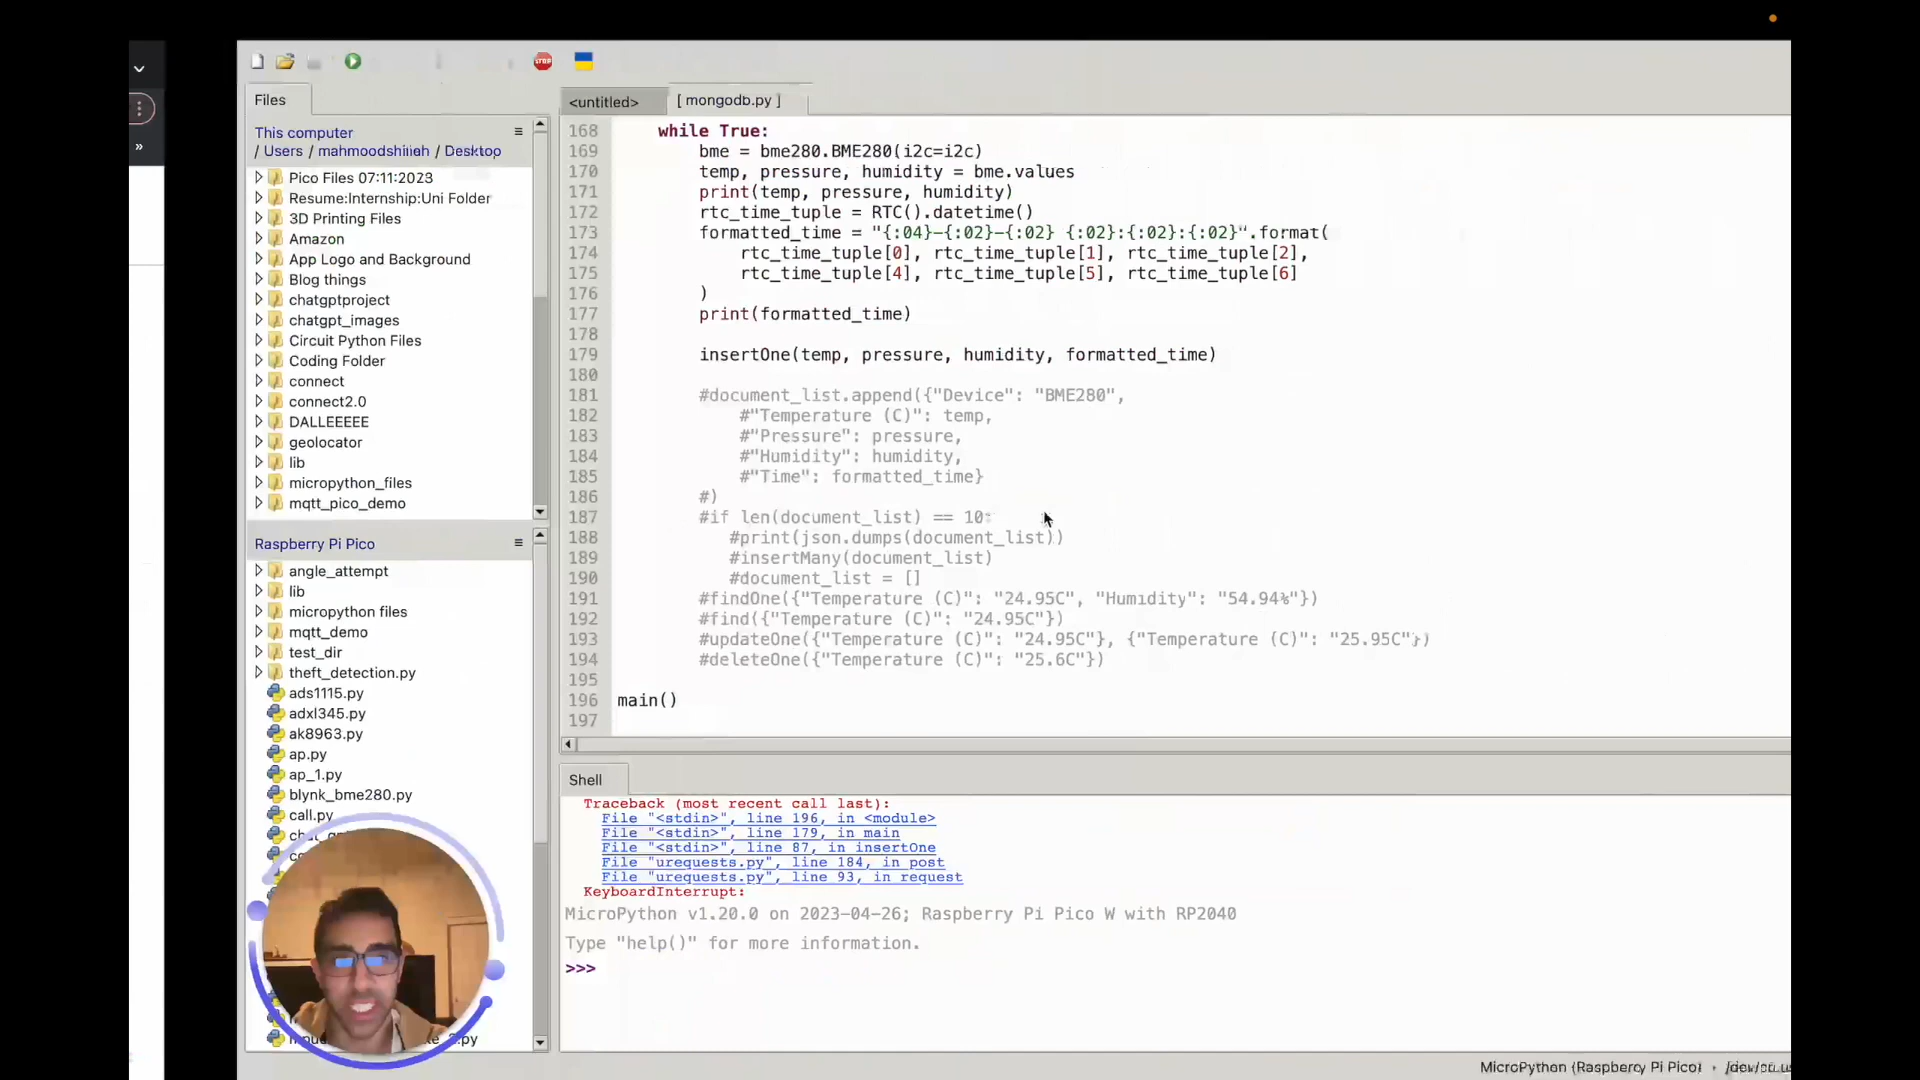 STOP
Files
<untitled>
[ mongodb.py ]
This computer
/ Users / mahmoodshilleh / Desktop
Pico Files 07:11:2023
Resume:Internship:Uni Folder
3D Printing Files
Amazon
App Logo and Background
Blog things
chatgptproject
chatgpt_images
Circuit Python Files
Coding Folder
connect
connect2.0
DALLEEEEE
geolocator
lib
micropython_files
mqtt_pico_demo
Raspberry Pi Pico
angle_attempt
lib
micropython files
mqtt_demo
test_dir
theft_detection.py
ads1115.py
adxl345.py
ak8963.py
ap.py
ap_1.py
blynk_bme280.py
call.py
168 while True:
169 bme = bme280.BME280(i2c=i2c)
170 temp, pressure, humidity = bme.values
171 print(temp, pressure, humidity)
172 rtc_time_tuple = RTC().datetime()
173 formatted_time = "{:04}-{:02}-{:02} {:02}:{:02}:{:02}".format(
174 rtc_time_tuple[0], rtc_time_tuple[1], rtc_time_tuple[2],
175 rtc_time_tuple[4], rtc_time_tuple[5], rtc_time_tuple[6]
176 )
177 print(formatted_time)
178
179 insertOne(temp, pressure, humidity, formatted_time)
180
181 #document_list.append({"Device": "BME280",
182 #"Temperature (C)": temp,
183 #"Pressure": pressure,
184 #"Humidity": humidity,
185 #"Time": formatted_time}
186 #)
187 #if len(document_list) == 10:
188 #print(json.dumps(document_list))
189 #insertMany(document_list)
190 #document_list = []
191 #findOne({"Temperature (C)": "24.95C", "Humidity": "54.94%"})
192 #find({"Temperature (C)": "24.95C"})
193 #updateOne({"Temperature (C)": "24.95C"}, {"Temperature (C)": "25.95C"})
194 #deleteOne({"Temperature (C)": "25.6C"})
195
196 main()
197
Shell
Traceback (most recent call last):
File "<stdin>", line 196, in <module>
File "<stdin>", line 179, in main
File "<stdin>", line 87, in insertOne
File "urequests.py", line 184, in post
File "urequests.py", line 93, in request
KeyboardInterrupt:
MicroPython v1.20.0 on 2023-04-26; Raspberry Pi Pico W with RP2040
Type "help()" for more information.
>>>
MicroPython (Raspberry Pi Pico)